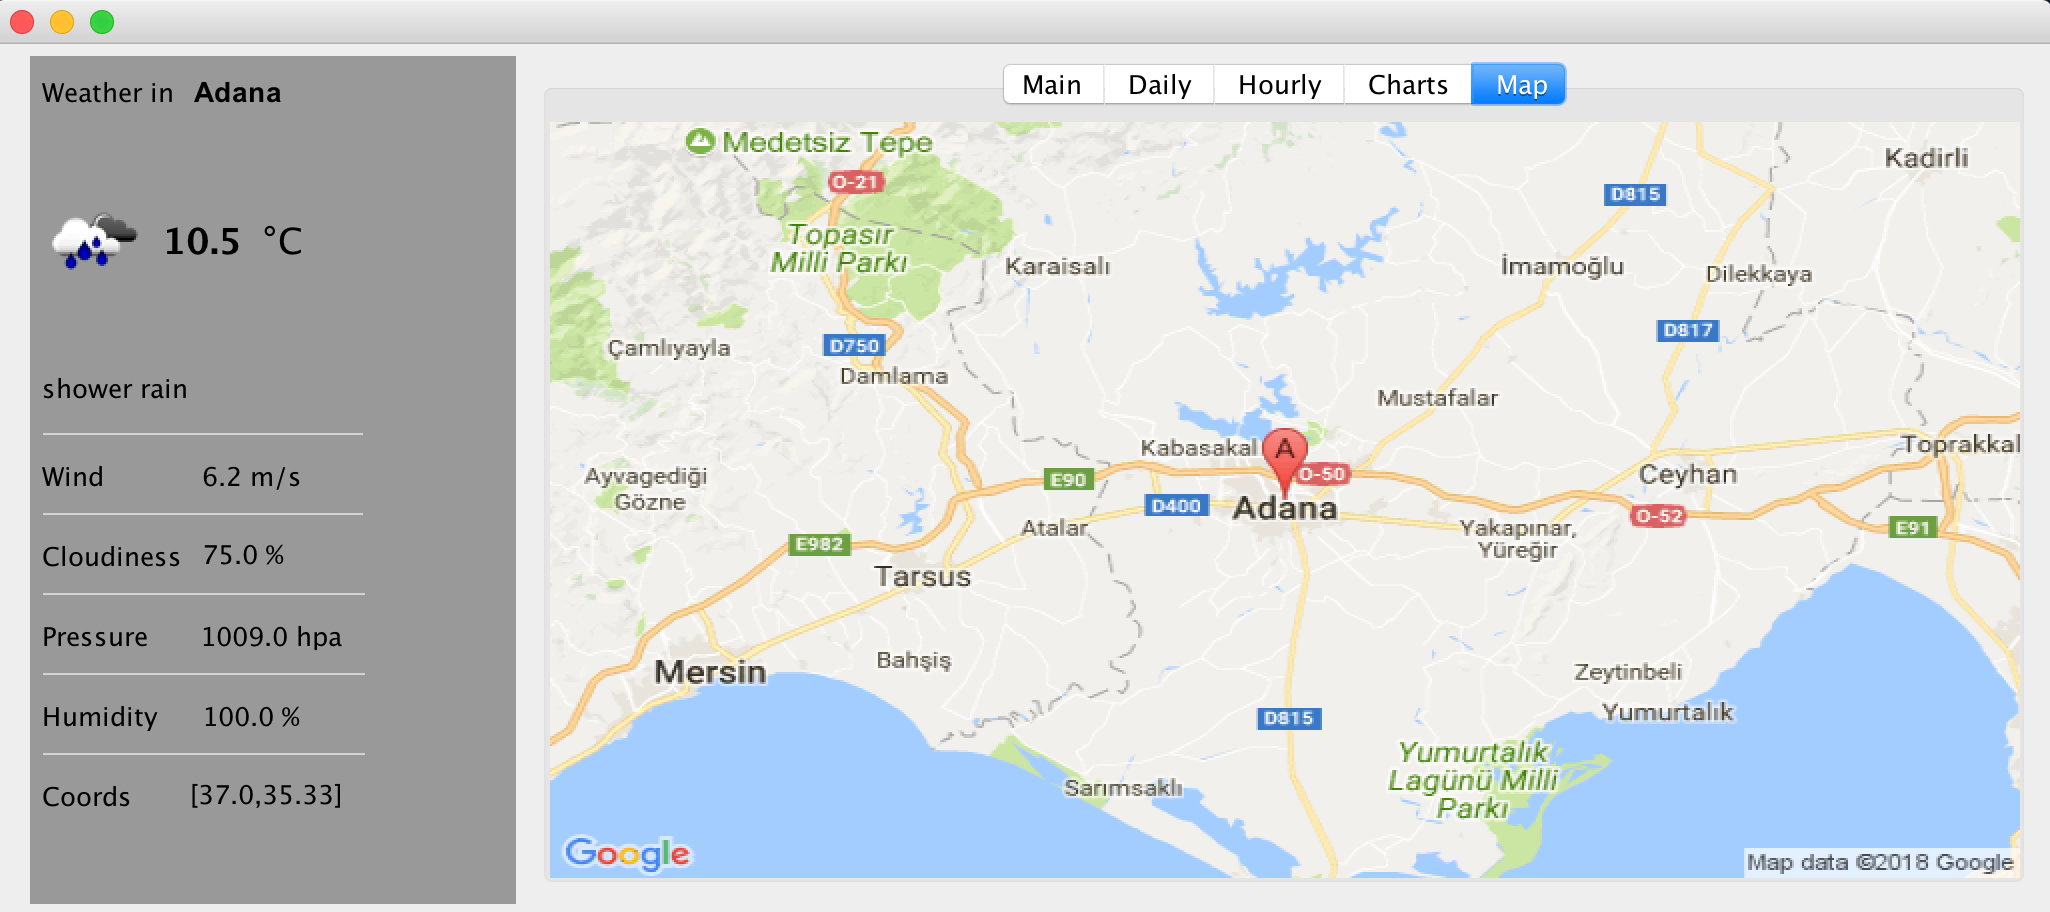 Weather in Adana
10.5 °C
shower rain
Wind 6.2 m/s
Cloudiness 75.0 %
Pressure 1009.0 hpa
Humidity 100.0 %
Coords [37.0,35.33]
Main Daily Hourly Charts Map
Medetsiz Tepe
Kadirli
O-21
D815
Topasır
Milli Parkı
Karaisalı
İmamoğlu
Dilekkaya
D817
Çamlıyayla
D750
Damlama
Mustafalar
Kabasakal
A
Toprakkal
Ayvagediği
Gözne
E90
O-50
Ceyhan
D400
Adana
O-52
Atalar
Yakapınar,
Yüreğir
E91
E982
Tarsus
Mersin
Bahşiş
Zeytinbeli
Yumurtalık
D815
Yumurtalık
Lagünü Milli
Parkı
Sarımsaklı
Google
Map data ©2018 Google